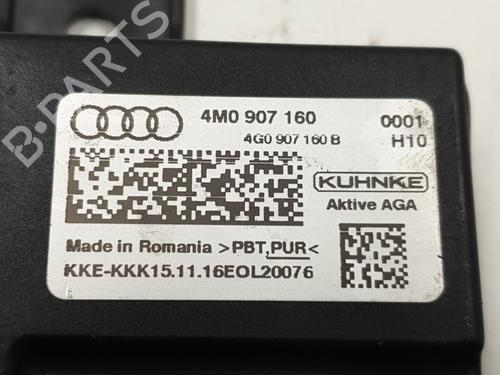 B-PARTS
4M0 907 160 0001
4G0 907 160 B H10
KUHNKE
Aktive AGA
Made in Romania >PBT,PUR<
KKE-KKK15.11.16EOL20076